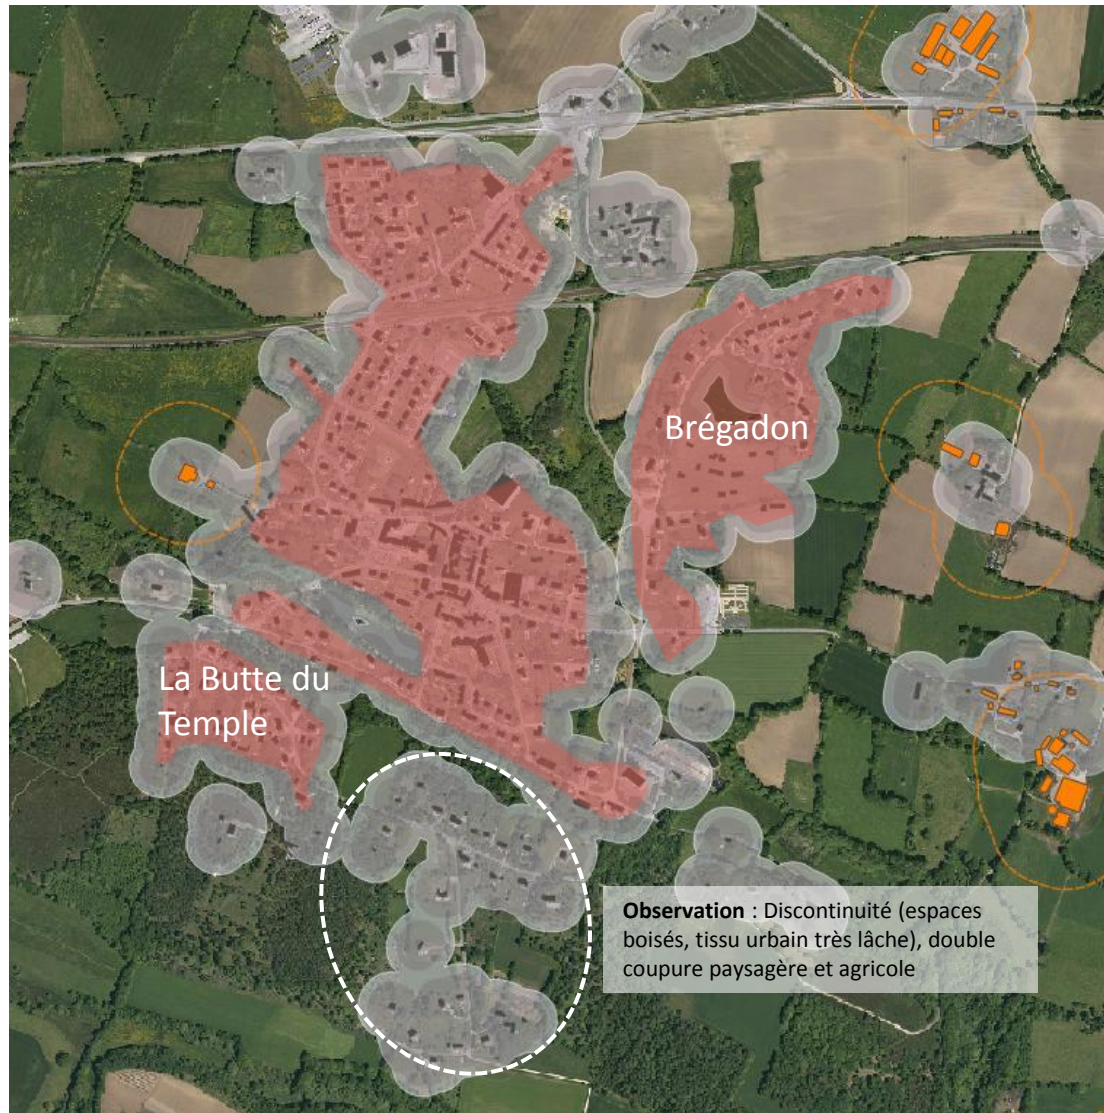 Brégadon
La Butte du
Temple
Observation : Discontinuité (espaces
boisés, tissu urbain très lâche), double
coupure paysagère et agricole